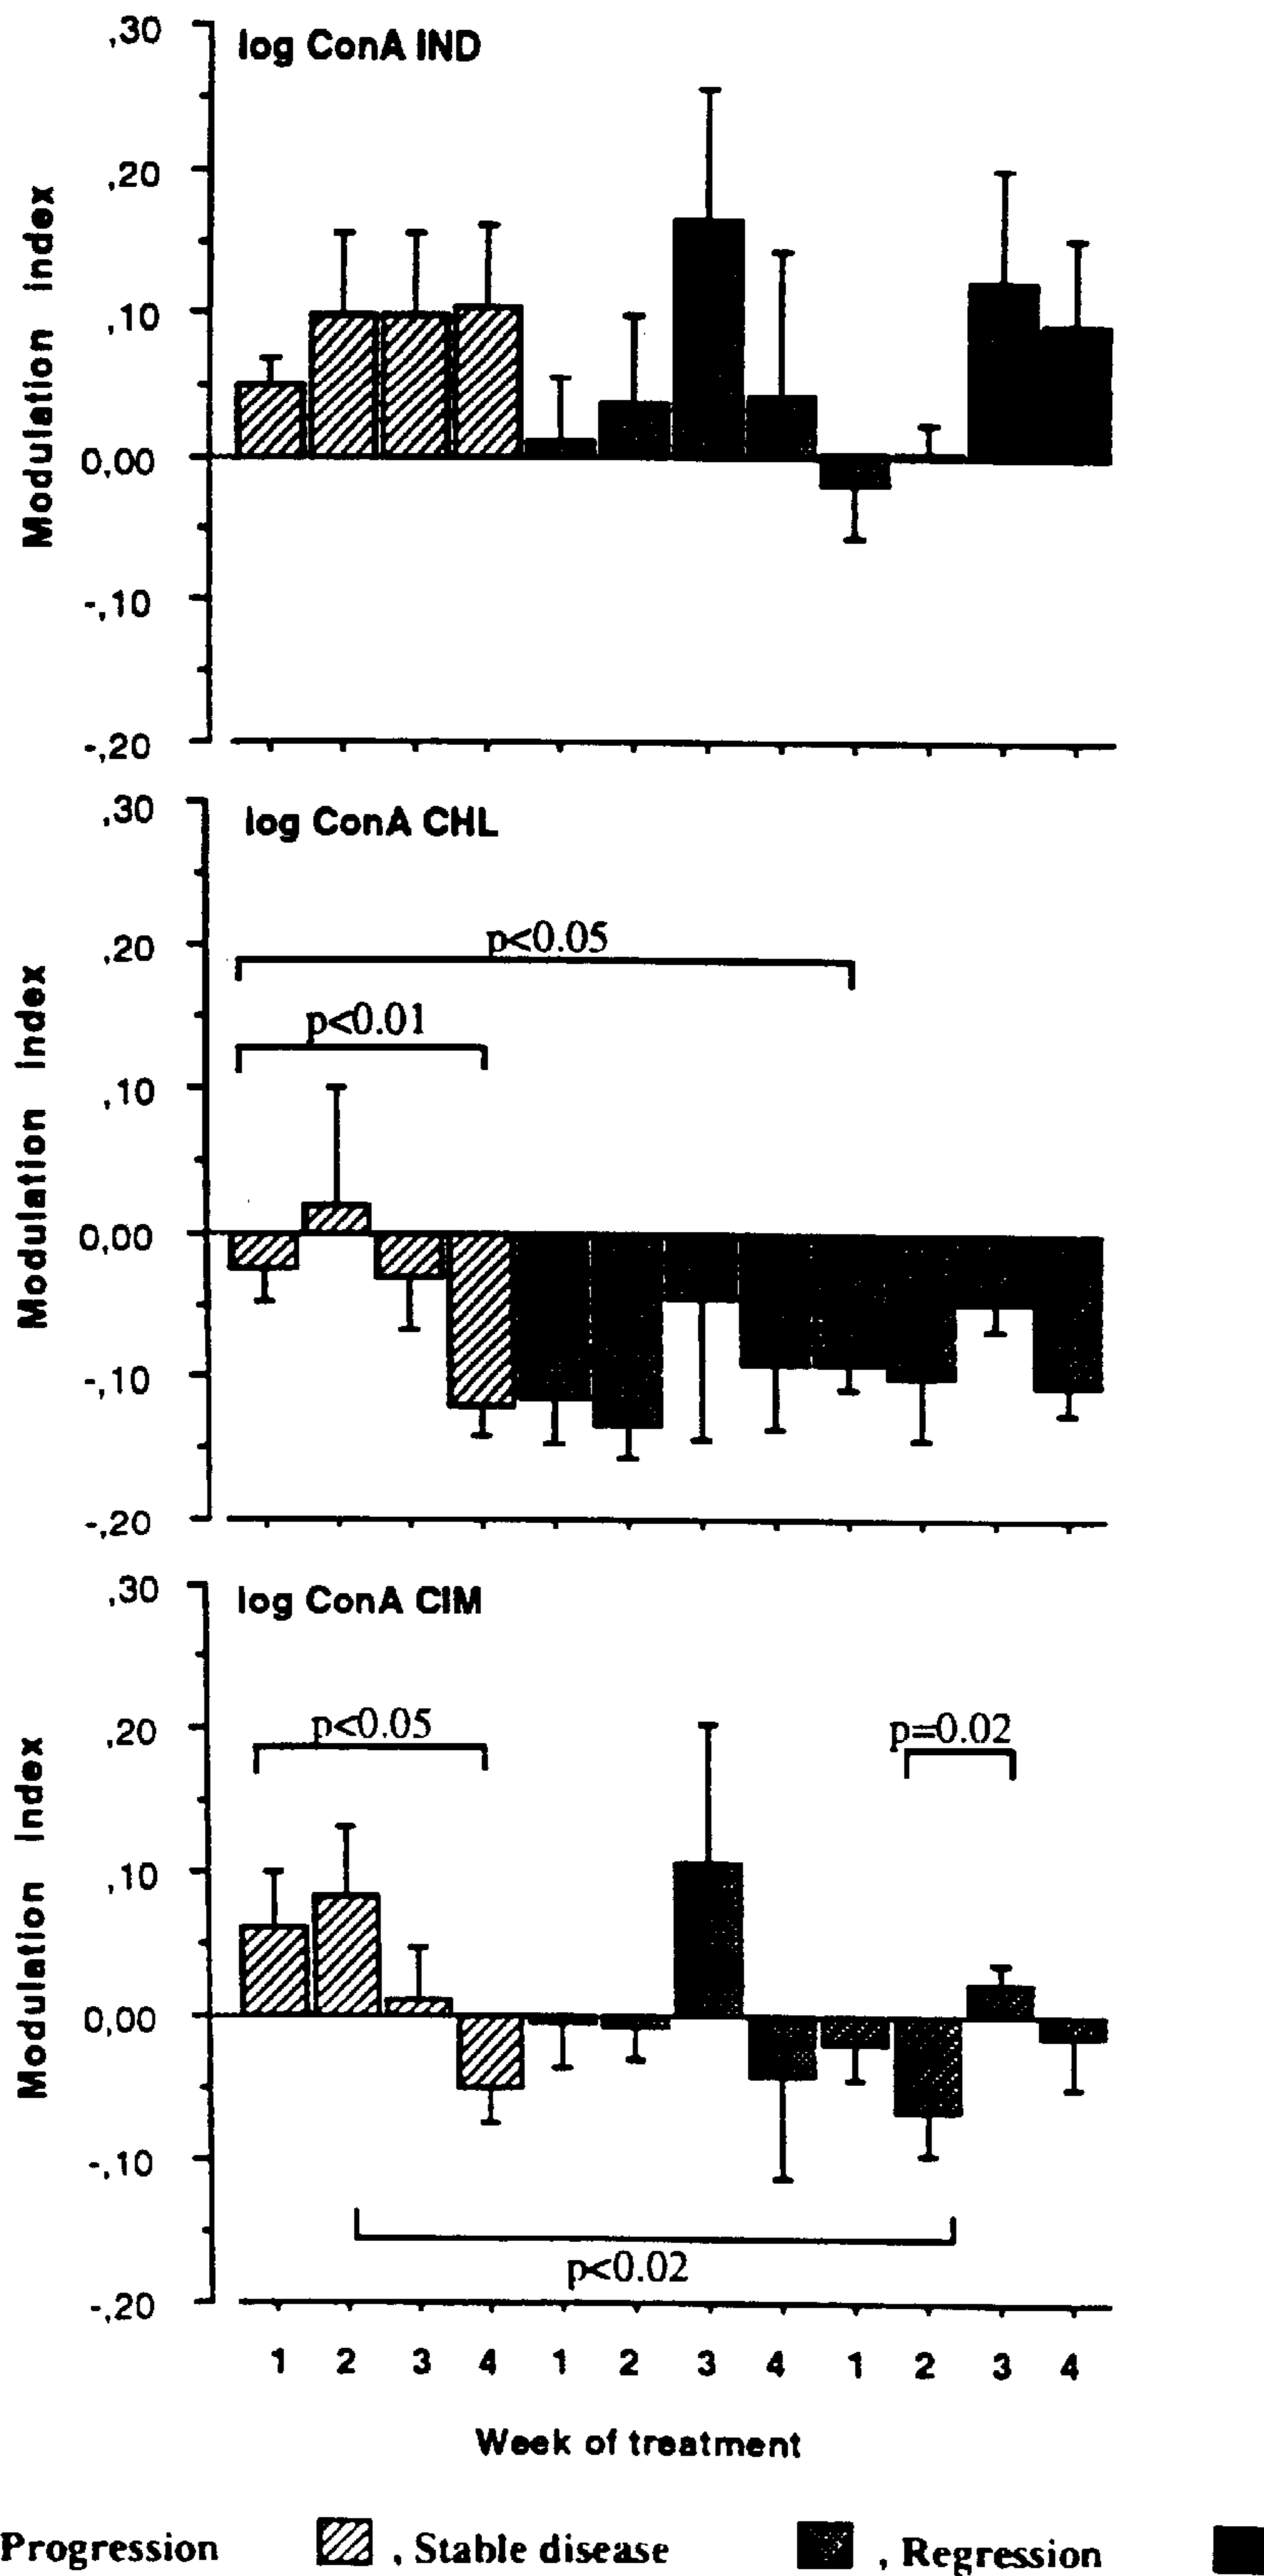 log ConA IND
,30
,20
,10
0,00
-,10
-,20
Modulation index
log ConA CHL
,30
,20
,10
0,00
-,10
-,20
Modulation index
p<0.05
p<0.01
log ConA CIM
,30
,20
,10
0,00
-,10
-,20
Modulation index
p<0.05
p=0.02
p<0.02
1 2 3 4 1 2 3 4 1 2 3 4
Week of treatment
Progression , Stable disease , Regression